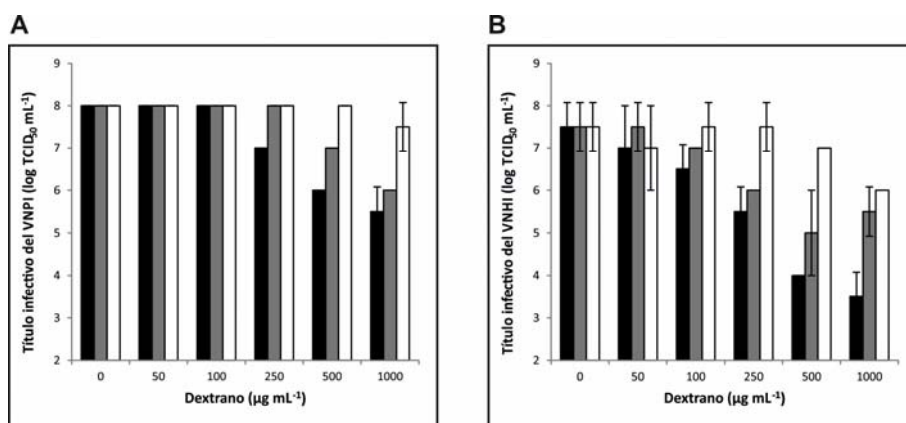 A
Título infectivo del VNPI (log TCID₅₀ mL⁻¹)
9
8
7
6
5
4
3
2
0 50 100 250 500 1000
Dextrano (µg mL⁻¹)
B
Título infectivo del VNHI (log TCID₅₀ mL⁻¹)
9
8
7
6
5
4
3
2
0 50 100 250 500 1000
Dextrano (µg mL⁻¹)